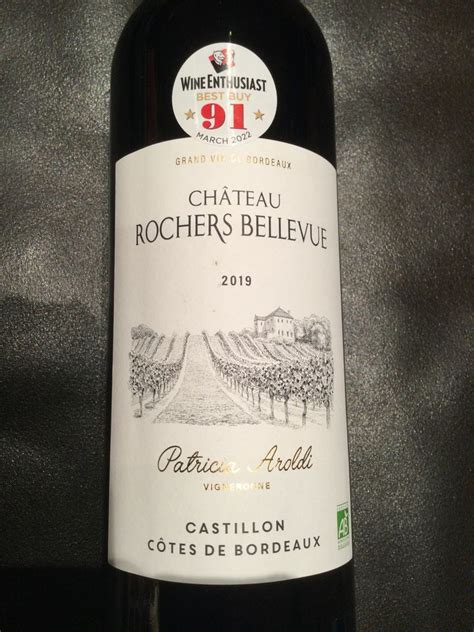 WINE ENTHUSIAST
BEST BUY
91
MARCH 2022
GRAND VIN DE BORDEAUX
CHÂTEAU
ROCHERS BELLEVUE
2019
Patricia Aroldi
VIGNERONNE
CASTILLON
CÔTES DE BORDEAUX
AB